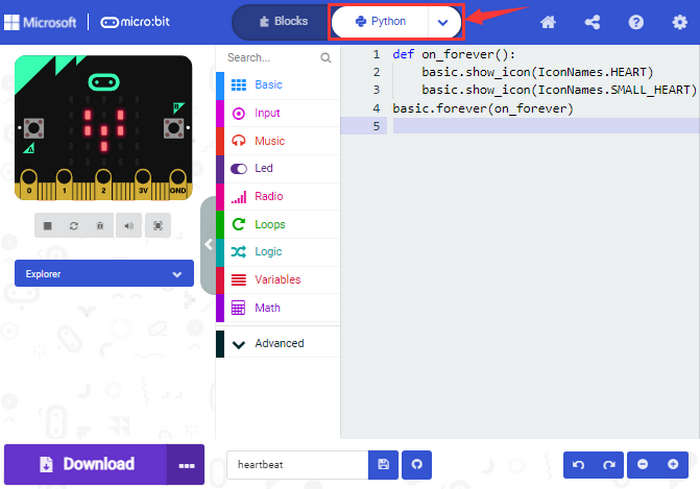 Microsoft
micro:bit
Blocks
Python
Search...
Basic
Input
Music
Led
Radio
Loops
Logic
Variables
Math
Advanced
1 def on_forever():
2     basic.show_icon(IconNames.HEART)
3     basic.show_icon(IconNames.SMALL_HEART)
4 basic.forever(on_forever)
5
B
A
0 1 2 3V GND
Explorer
Download
heartbeat